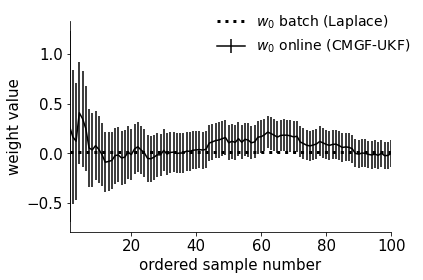 w₀ batch (Laplace)
w₀ online (CMGF-UKF)
weight value
1.0
0.5
0.0
−0.5
20 40 60 80 100
ordered sample number